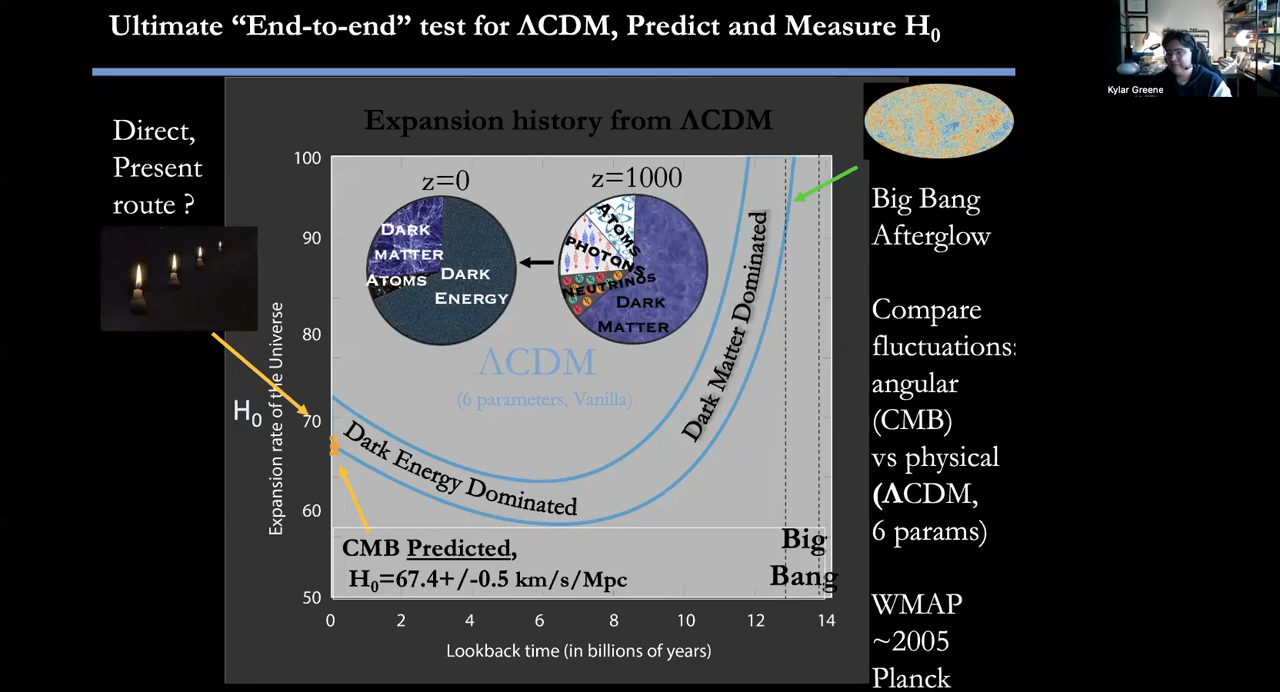 Ultimate “End-to-end” test for ΛCDM, Predict and Measure H₀
Kylar Greene
Direct,
Present
route ?
Expansion history from ΛCDM
z=0
z=1000
DARK
MATTER
ATOMS
DARK
ENERGY
ATOMS
PHOTONS
NEUTRINOS
DARK
MATTER
ΛCDM
(6 parameters, Vanilla)
Dark Matter Dominated
Dark Energy Dominated
H₀
Expansion rate of the Universe
100
90
80
70
60
50
CMB Predicted,
H₀=67.4+/-0.5 km/s/Mpc
Big
Bang
0 2 4 6 8 10 12 14
Lookback time (in billions of years)
Big Bang
Afterglow
Compare
fluctuations:
angular
(CMB)
vs physical
(ΛCDM,
6 params)
WMAP
~2005
Planck